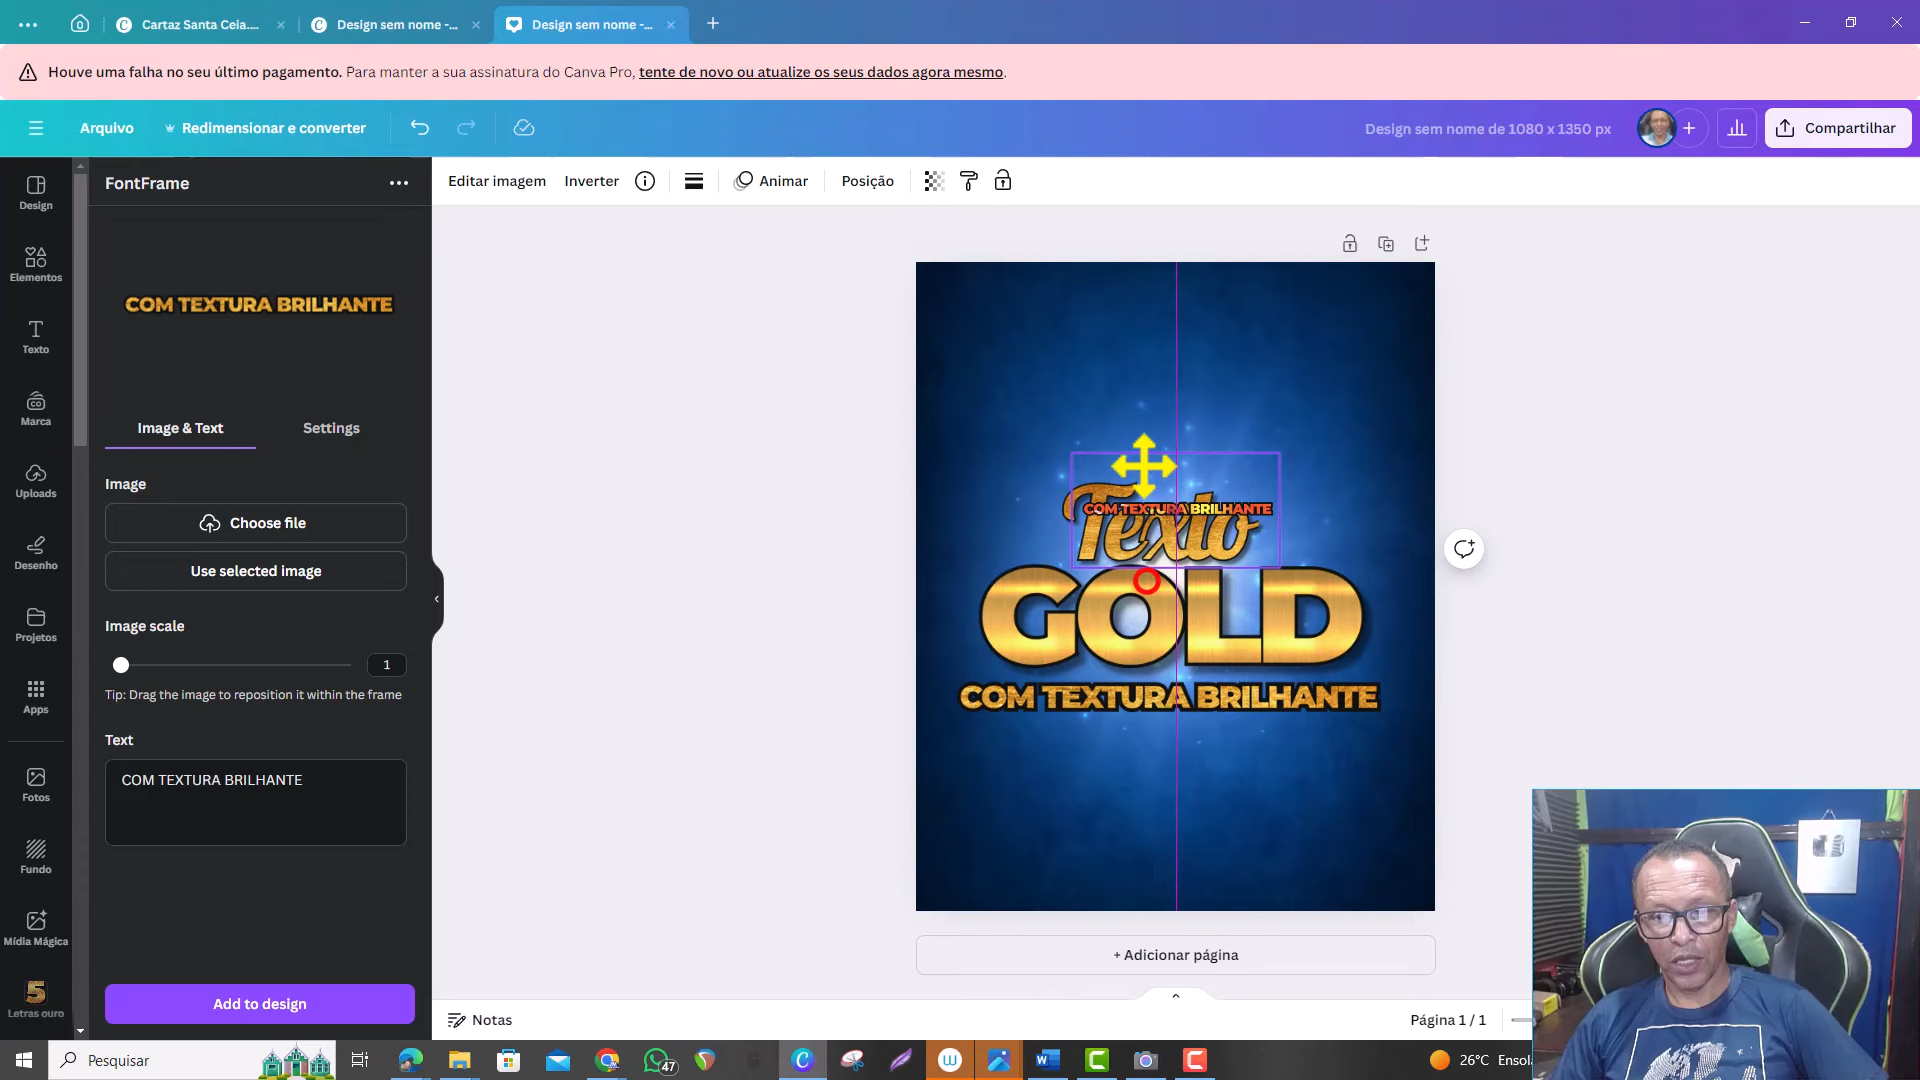 Cartaz Santa Ceia....
Design sem nome -...
Design sem nome -...
Houve uma falha no seu último pagamento. Para manter a sua assinatura do Canva Pro, tente de novo ou atualize os seus dados agora mesmo.
Arquivo
Redimensionar e converter
Design sem nome de 1080 x 1350 px
Compartilhar
Design
Elementos
Texto
Marca
Uploads
Desenho
Projetos
Apps
Fotos
Fundo
Mídia Mágica
Letras ouro
FontFrame
COM TEXTURA BRILHANTE
Image & Text
Settings
Image
Choose file
Use selected image
Image scale
1
Tip: Drag the image to reposition it within the frame
Text
COM TEXTURA BRILHANTE
Add to design
Editar imagem
Inverter
Animar
Posição
Texto
COM TEXTURA BRILHANTE
GOLD
COM TEXTURA BRILHANTE
+ Adicionar página
Notas
Página 1 / 1
Pesquisar
47
26°C